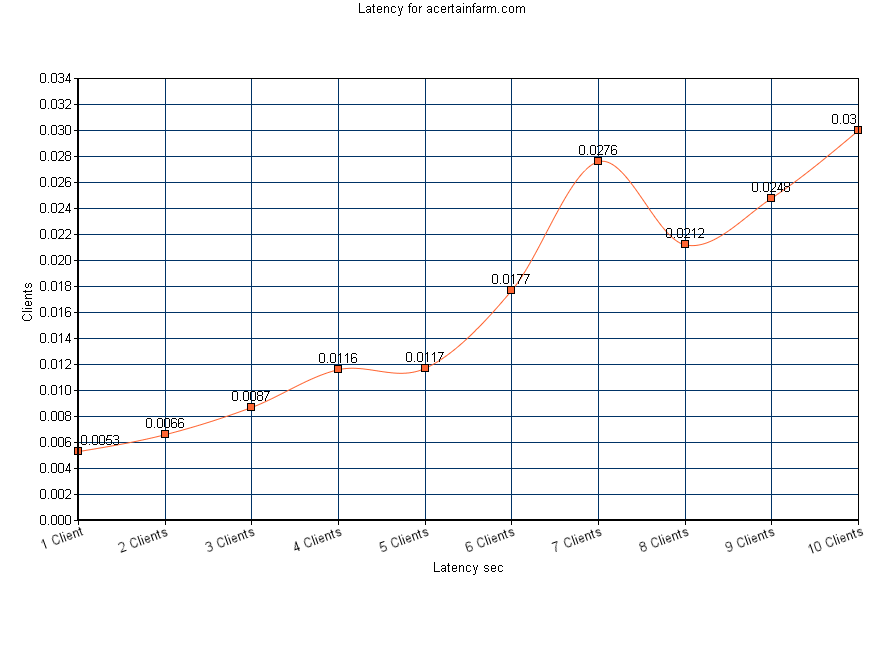 Latency for acertainfarm.com
0.034
0.032
0.030
0.028
0.026
0.024
0.022
0.020
0.018
0.016
0.014
0.012
0.010
0.008
0.006
0.004
0.002
0.000
Clients
0.0053
0.0066
0.0087
0.0116
0.0117
0.0177
0.0276
0.0212
0.0248
0.03
1 Client
2 Clients
3 Clients
4 Clients
5 Clients
6 Clients
7 Clients
8 Clients
9 Clients
10 Clients
Latency sec